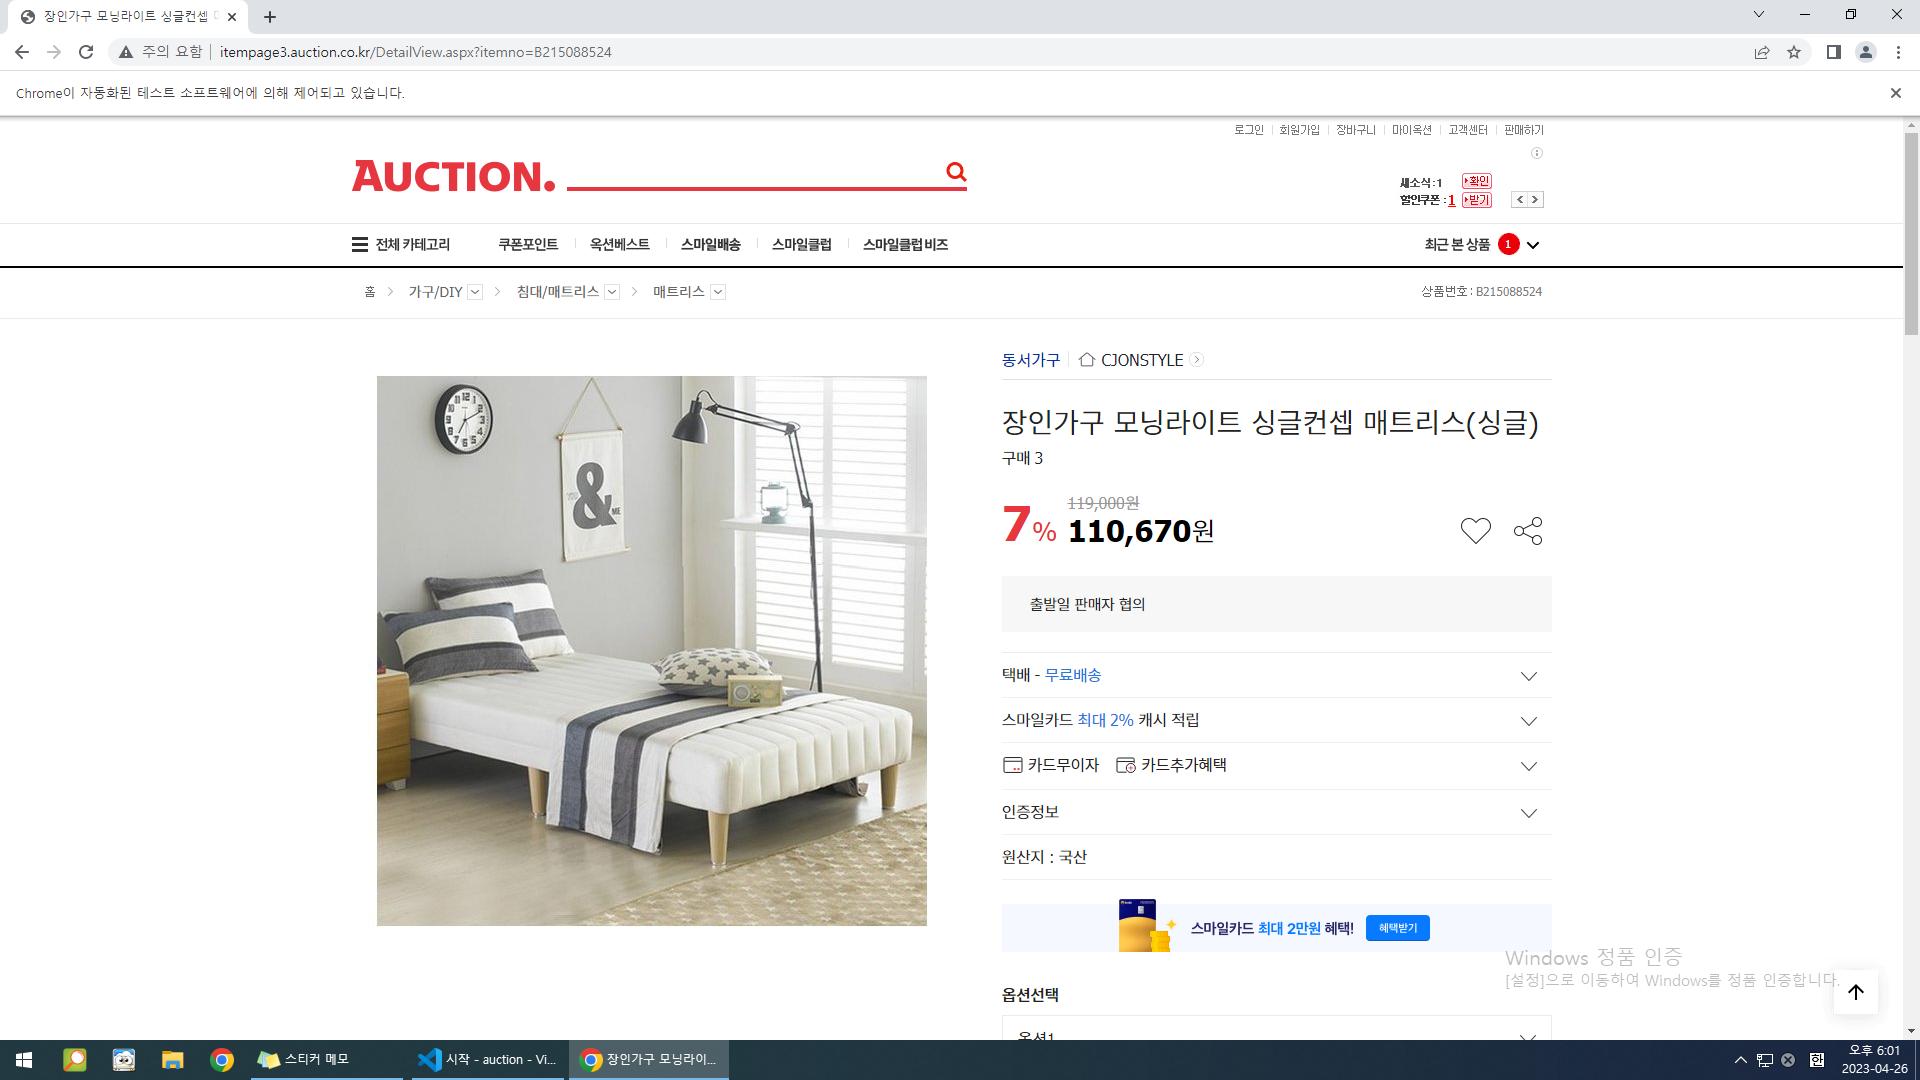 장인가구 모닝라이트 싱글컨셉
주의 요함
itempage3.auction.co.kr/DetailView.aspx?itemno=B215088524
Chrome이 자동화된 테스트 소프트웨어에 의해 제어되고 있습니다.
로그인 회원가입 장바구니 마이옥션 고객센터 판매하기
AUCTION.
새소식 : 1 확인
할인쿠폰 : 1 받기
전체 카테고리 쿠폰포인트 옥션베스트 스마일배송 스마일클럽 스마일클럽 비즈 최근 본 상품 1
홈 > 가구/DIY > 침대/매트리스 > 매트리스 상품번호 : B215088524
동서가구 CJONSTYLE
장인가구 모닝라이트 싱글컨셉 매트리스(싱글)
구매 3
119,000원
7% 110,670원
YOU & ME
출발일 판매자 협의
택배 - 무료배송
스마일카드 최대 2% 캐시 적립
카드무이자 카드추가혜택
인증정보
원산지 : 국산
스마일카드 최대 2만원 혜택! 혜택받기
Windows 정품 인증
[설정]으로 이동하여 Windows를 정품 인증합니다.
옵션선택
옵션1
스티커 메모
시작 - auction - Vi...
장인가구 모닝라이...
한
오후 6:01
2023-04-26